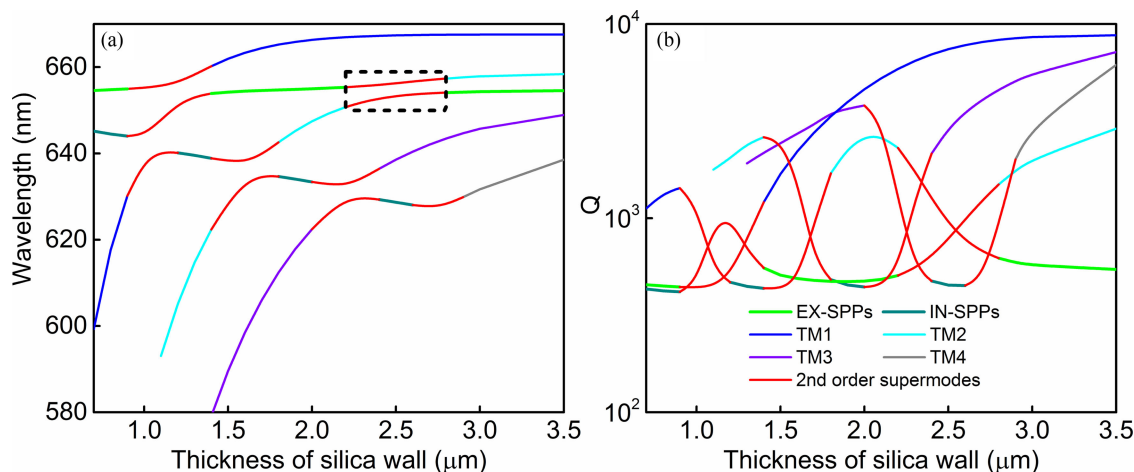 (a)
Wavelength (nm)
660
640
620
600
580
1.0 1.5 2.0 2.5 3.0 3.5
Thickness of silica wall (μm)
(b)
Q
10^4
10^3
10^2
EX-SPPs IN-SPPs
TM1 TM2
TM3 TM4
2nd order supermodes
1.0 1.5 2.0 2.5 3.0 3.5
Thickness of silica wall (μm)